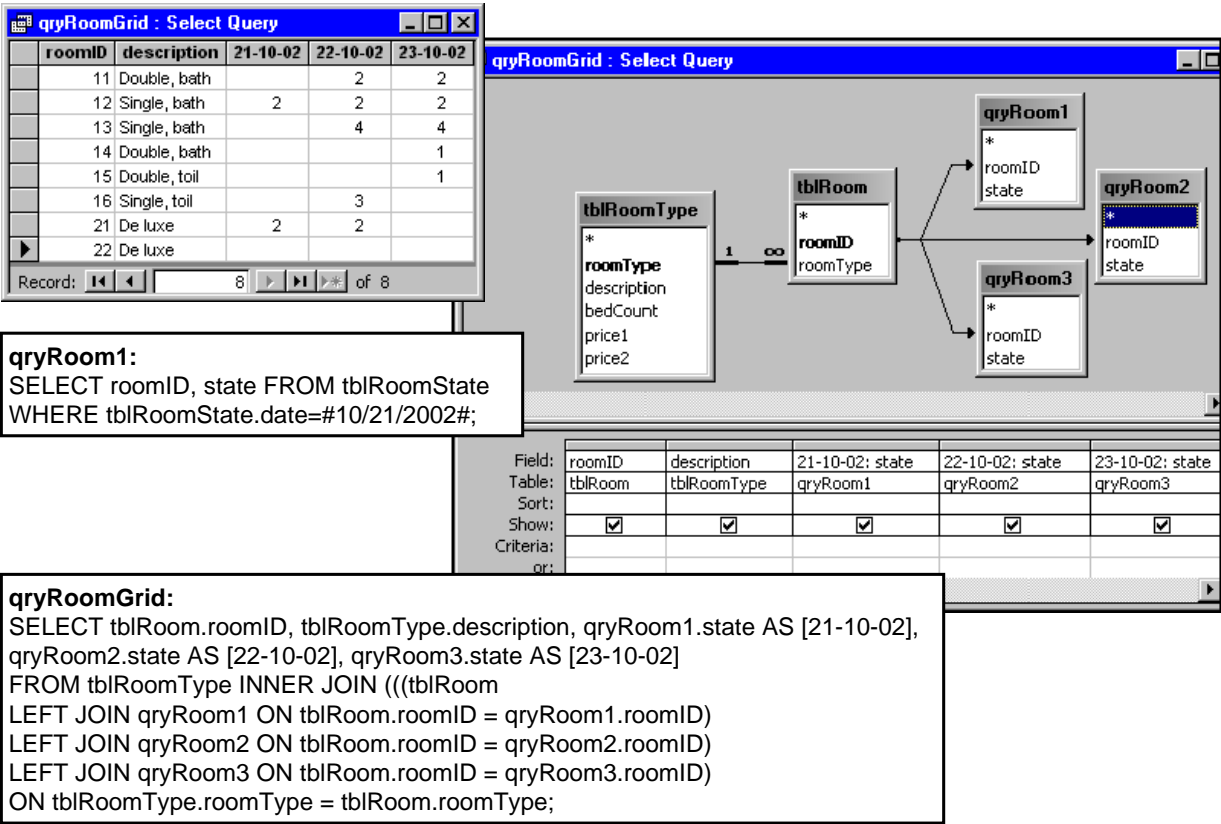 qryRoomGrid : Select Query
roomID description 21-10-02 22-10-02 23-10-02
11 Double, bath 2 2
12 Single, bath 2 2 2
13 Single, bath 4 4
14 Double, bath 1
15 Double, toil 1
16 Single, toil 3
21 De luxe 2 2
22 De luxe
Record: 8 of 8
qryRoomGrid : Select Query
tblRoomType
*
roomType
description
bedCount
price1
price2
1 ∞
tblRoom
*
roomID
roomType
qryRoom1
*
roomID
state
qryRoom2
*
roomID
state
qryRoom3
*
roomID
state
qryRoom1:
SELECT roomID, state FROM tblRoomState
WHERE tblRoomState.date=#10/21/2002#;
Field: roomID description 21-10-02: state 22-10-02: state 23-10-02: state
Table: tblRoom tblRoomType qryRoom1 qryRoom2 qryRoom3
Sort:
Show:
Criteria:
or:
qryRoomGrid:
SELECT tblRoom.roomID, tblRoomType.description, qryRoom1.state AS [21-10-02],
qryRoom2.state AS [22-10-02], qryRoom3.state AS [23-10-02]
FROM tblRoomType INNER JOIN (((tblRoom
LEFT JOIN qryRoom1 ON tblRoom.roomID = qryRoom1.roomID)
LEFT JOIN qryRoom2 ON tblRoom.roomID = qryRoom2.roomID)
LEFT JOIN qryRoom3 ON tblRoom.roomID = qryRoom3.roomID)
ON tblRoomType.roomType = tblRoom.roomType;